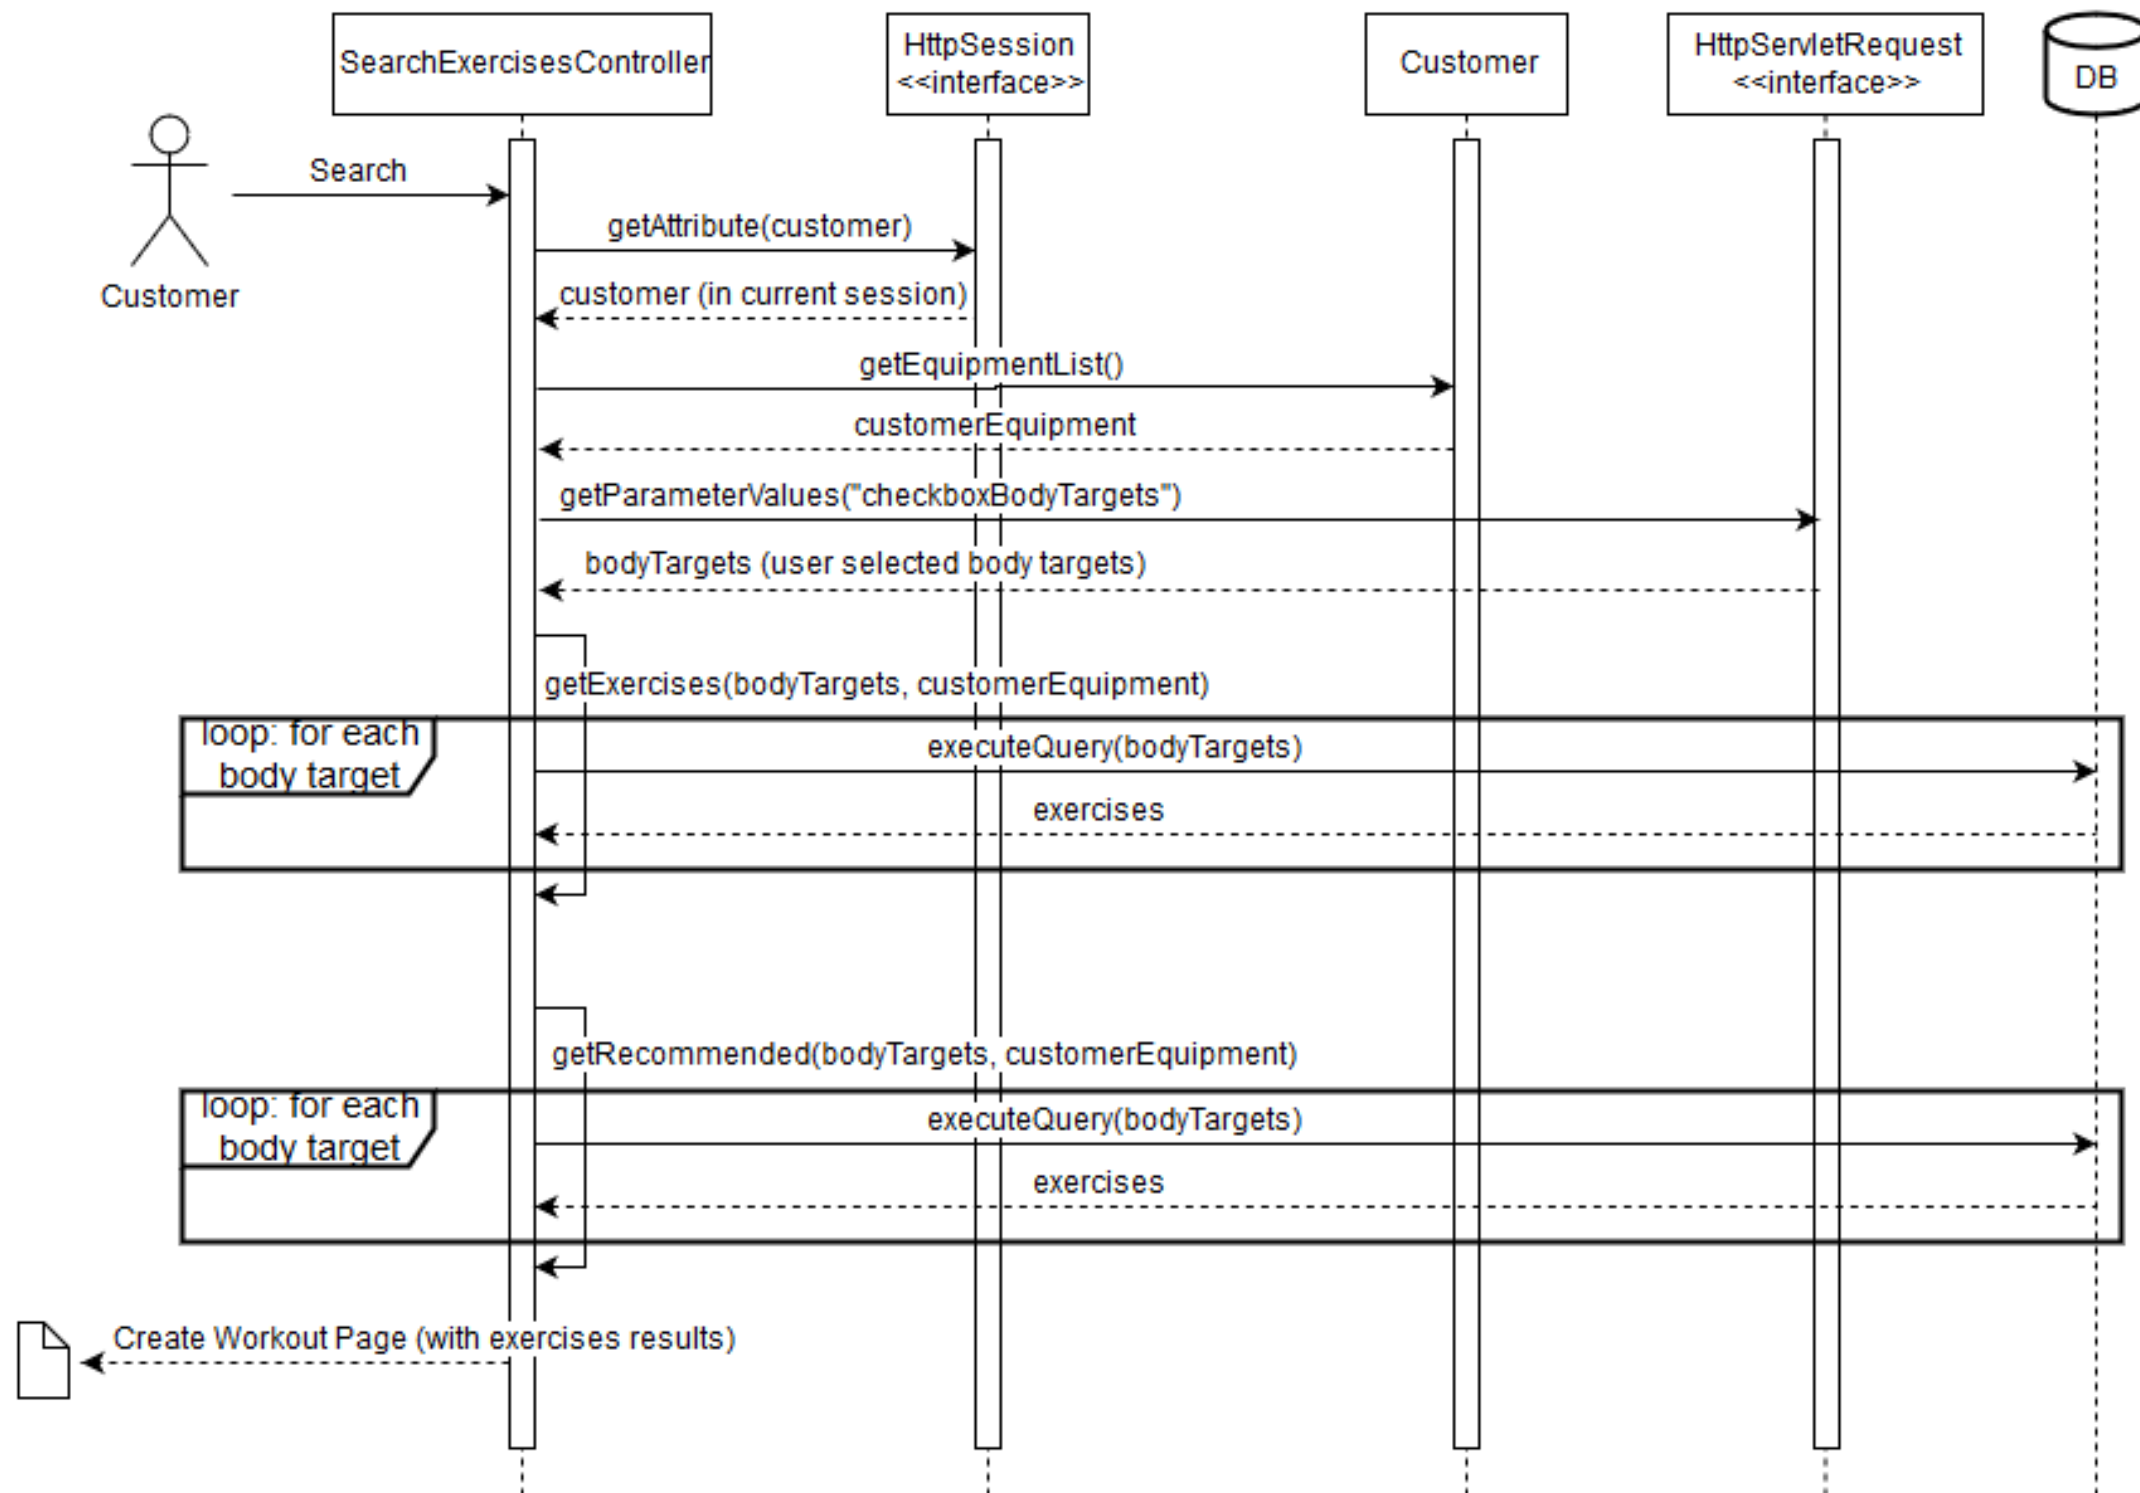 SearchExercisesController
HttpSession
<<interface>>
Customer
HttpServletRequest
<<interface>>
DB
Customer
Search
getAttribute(customer)
customer (in current session)
getEquipmentList()
customerEquipment
getParameterValues("checkboxBodyTargets")
bodyTargets (user selected body targets)
getExercises(bodyTargets, customerEquipment)
loop: for each
body target
executeQuery(bodyTargets)
exercises
getRecommended(bodyTargets, customerEquipment)
loop: for each
body target
executeQuery(bodyTargets)
exercises
Create Workout Page (with exercises results)